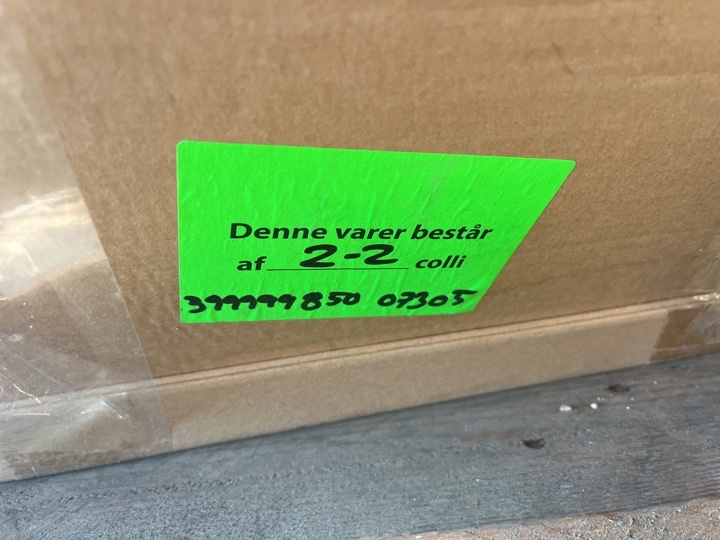 Denne varer består
af 2-2 colli
399999850 07305